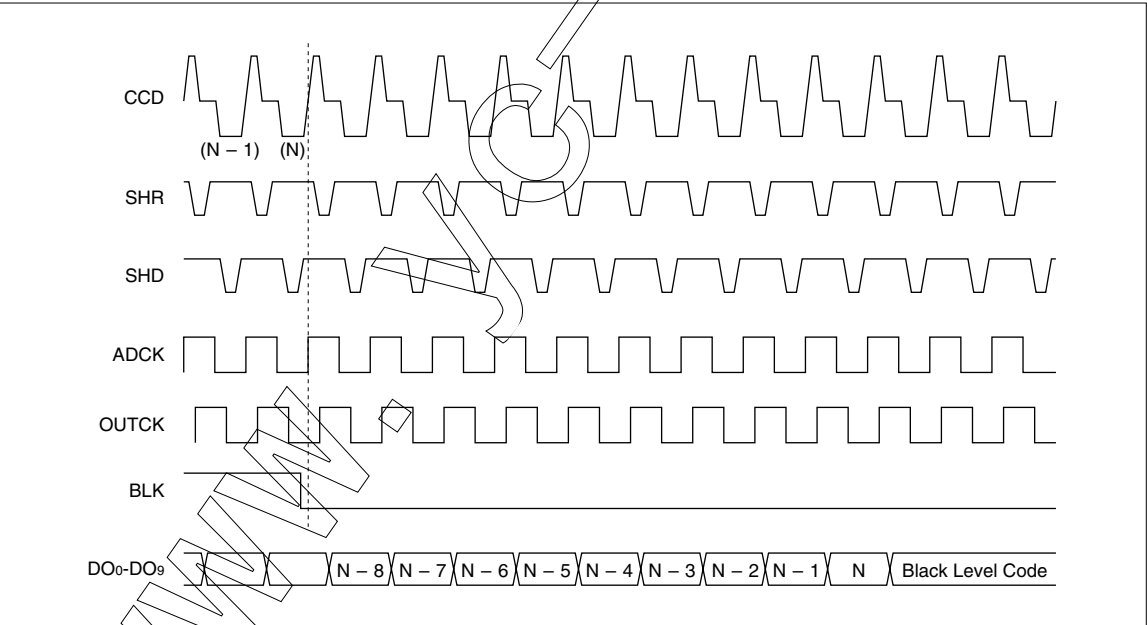 CCD
(N – 1) (N)
SHR
SHD
ADCK
OUTCK
BLK
DO0-DO9 N – 8 N – 7 N – 6 N – 5 N – 4 N – 3 N – 2 N – 1 N Black Level Code